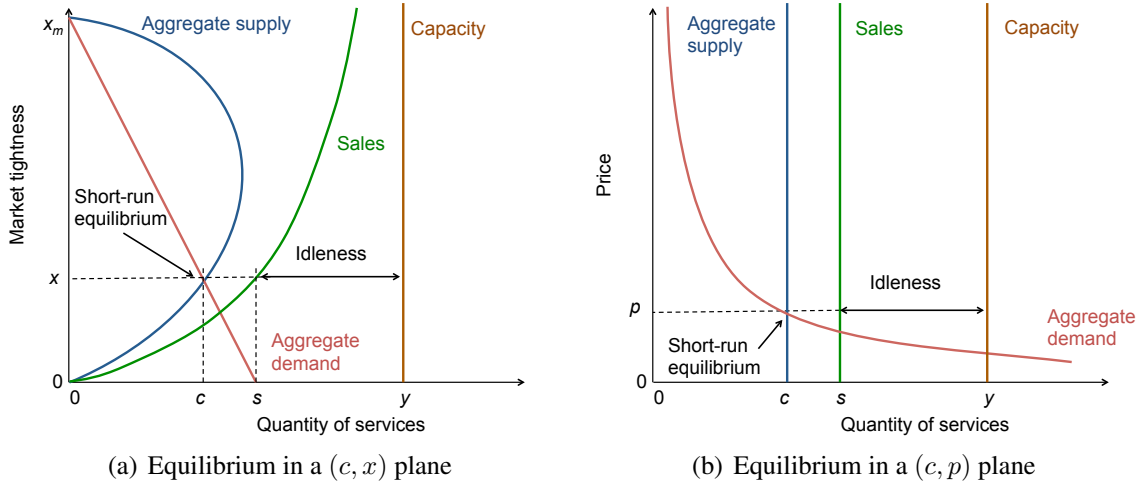 x_m
Aggregate supply
Capacity
Sales
Market tightness
Short-run
equilibrium
Idleness
x
Aggregate
demand
0
0
c
s
y
Quantity of services
(a) Equilibrium in a (c, x) plane
Aggregate
supply
Sales
Capacity
Price
Idleness
p
Aggregate
demand
Short-run
equilibrium
0
0
c
s
y
Quantity of services
(b) Equilibrium in a (c, p) plane